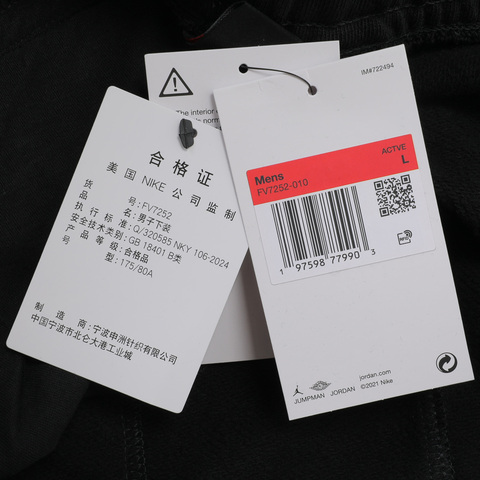 The interior
合格证
美国 NIKE 公司监制
货 号: FV7252
名: 男子下装
执行标准: Q/320585 NKY 106-2024
安全技术类别: GB 18401 B类
产品等级: 合格品
号 型: 175/80A
制造商: 宁波申洲针织有限公司
中国宁波市北仑大港工业城
IM#722494
ACTVE
Mens L
FV7252-010
1 97598 77990 3
RFID
jordan.com
©2021 Nike
JUMPMAN JORDAN